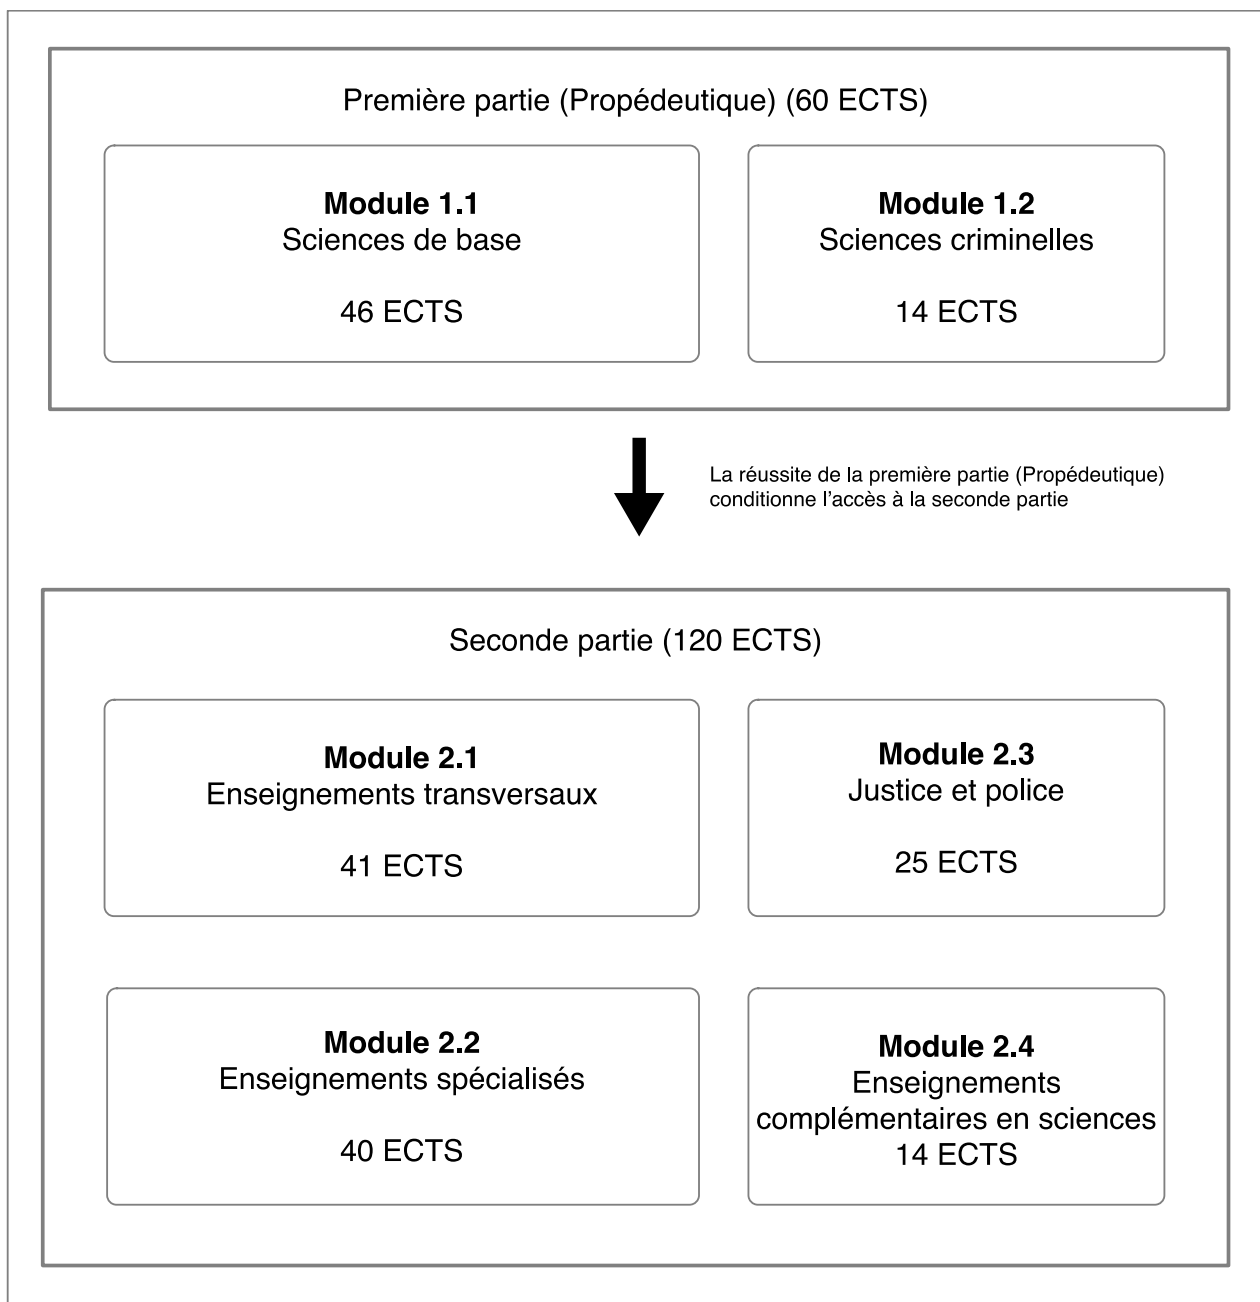 Première partie (Propédeutique) (60 ECTS)
Module 1.1
Sciences de base
46 ECTS
Module 1.2
Sciences criminelles
14 ECTS
La réussite de la première partie (Propédeutique)
conditionne l'accès à la seconde partie
Seconde partie (120 ECTS)
Module 2.1
Enseignements transversaux
41 ECTS
Module 2.3
Justice et police
25 ECTS
Module 2.2
Enseignements spécialisés
40 ECTS
Module 2.4
Enseignements
complémentaires en sciences
14 ECTS